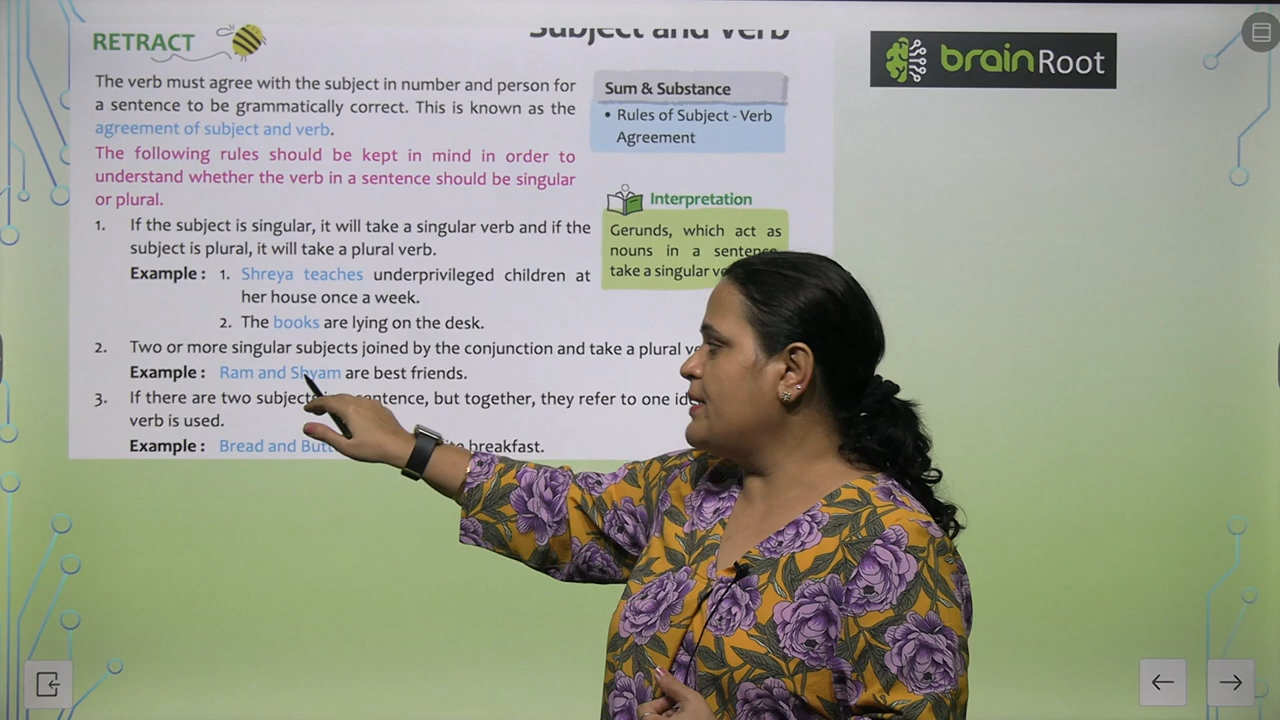 Subject and Verb
RETRACT
brainRoot
The verb must agree with the subject in number and person for
a sentence to be grammatically correct. This is known as the
agreement of subject and verb.
The following rules should be kept in mind in order to
understand whether the verb in a sentence should be singular
or plural.
1. If the subject is singular, it will take a singular verb and if the
subject is plural, it will take a plural verb.
Example : 1. Shreya teaches underprivileged children at
her house once a week.
2. The books are lying on the desk.
2. Two or more singular subjects joined by the conjunction and take a plural
Example : Ram and Shyam are best friends.
3. If there are two subjects sentence, but together, they refer to one
verb is used.
Example : Bread and breakfast.
Sum & Substance
• Rules of Subject - Verb
Agreement
Interpretation
Gerunds, which act as
nouns in a sentence
take a singular